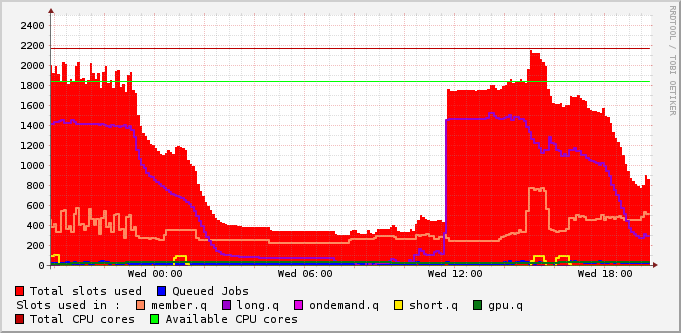 RRDTOOL / TOBI OETIKER
2400
2200
2000
1800
1600
1400
1200
1000
800
600
400
200
0
Wed 00:00 Wed 06:00 Wed 12:00 Wed 18:00
Total slots used Queued Jobs
Slots used in : member.q long.q ondemand.q short.q gpu.q
Total CPU cores Available CPU cores